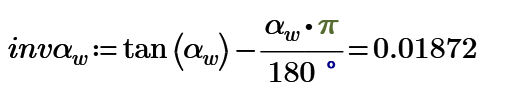 invα_w := tan(α_w) − (α_w · π)/(180 °) = 0.01872